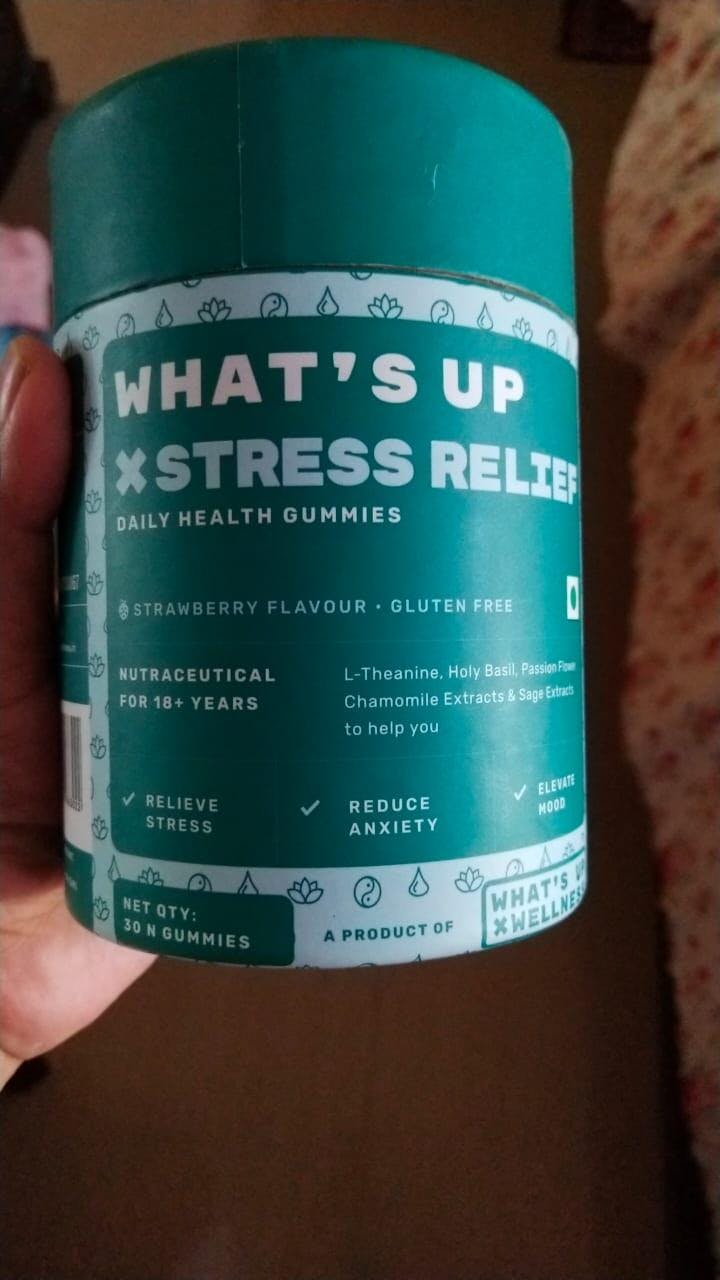 WHAT'S UP
X STRESS RELIEF
DAILY HEALTH GUMMIES
STRAWBERRY FLAVOUR • GLUTEN FREE
NUTRACEUTICAL
FOR 18+ YEARS
L-Theanine, Holy Basil, Passion Flower
Chamomile Extracts & Sage Extracts
to help you
RELIEVE
STRESS
REDUCE
ANXIETY
ELEVATE
MOOD
NET QTY:
30 N GUMMIES
A PRODUCT OF
WHAT'S UP
X WELLNESS